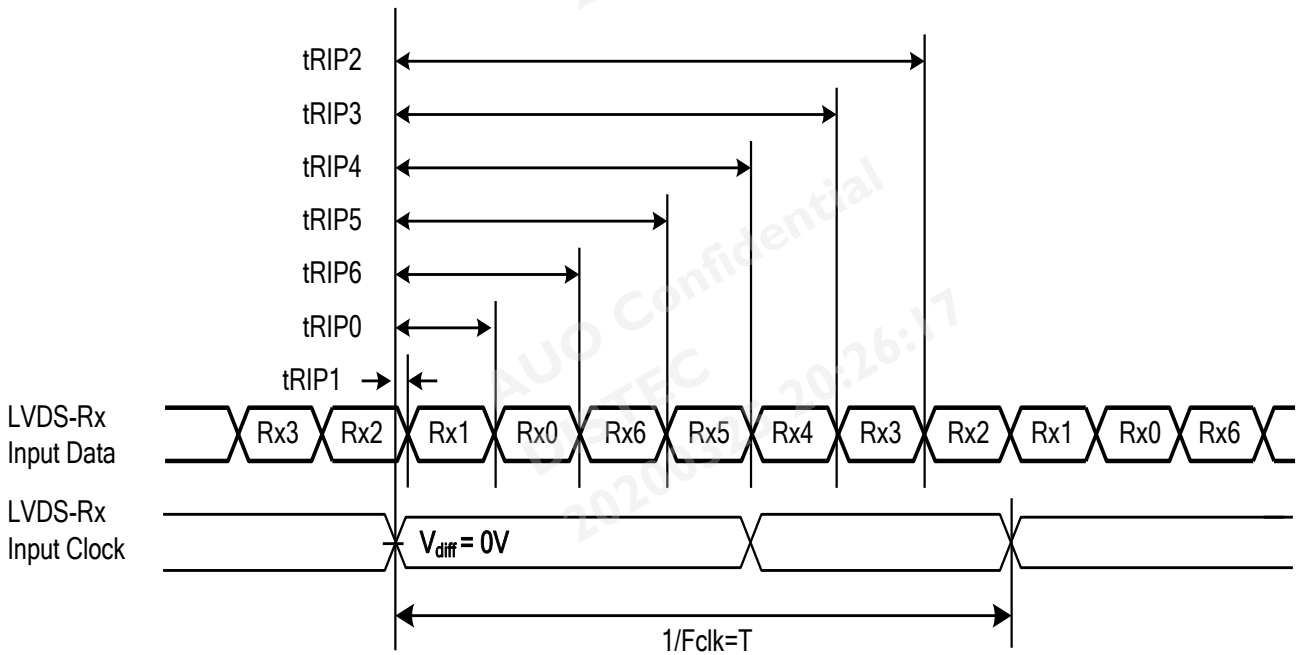 tRIP2
tRIP3
tRIP4
tRIP5
tRIP6
tRIP0
tRIP1
LVDS-Rx
Input Data
Rx3 Rx2 Rx1 Rx0 Rx6 Rx5 Rx4 Rx3 Rx2 Rx1 Rx0 Rx6
LVDS-Rx
Input Clock
Vdiff = 0V
1/Fclk=T
AUO Confidential